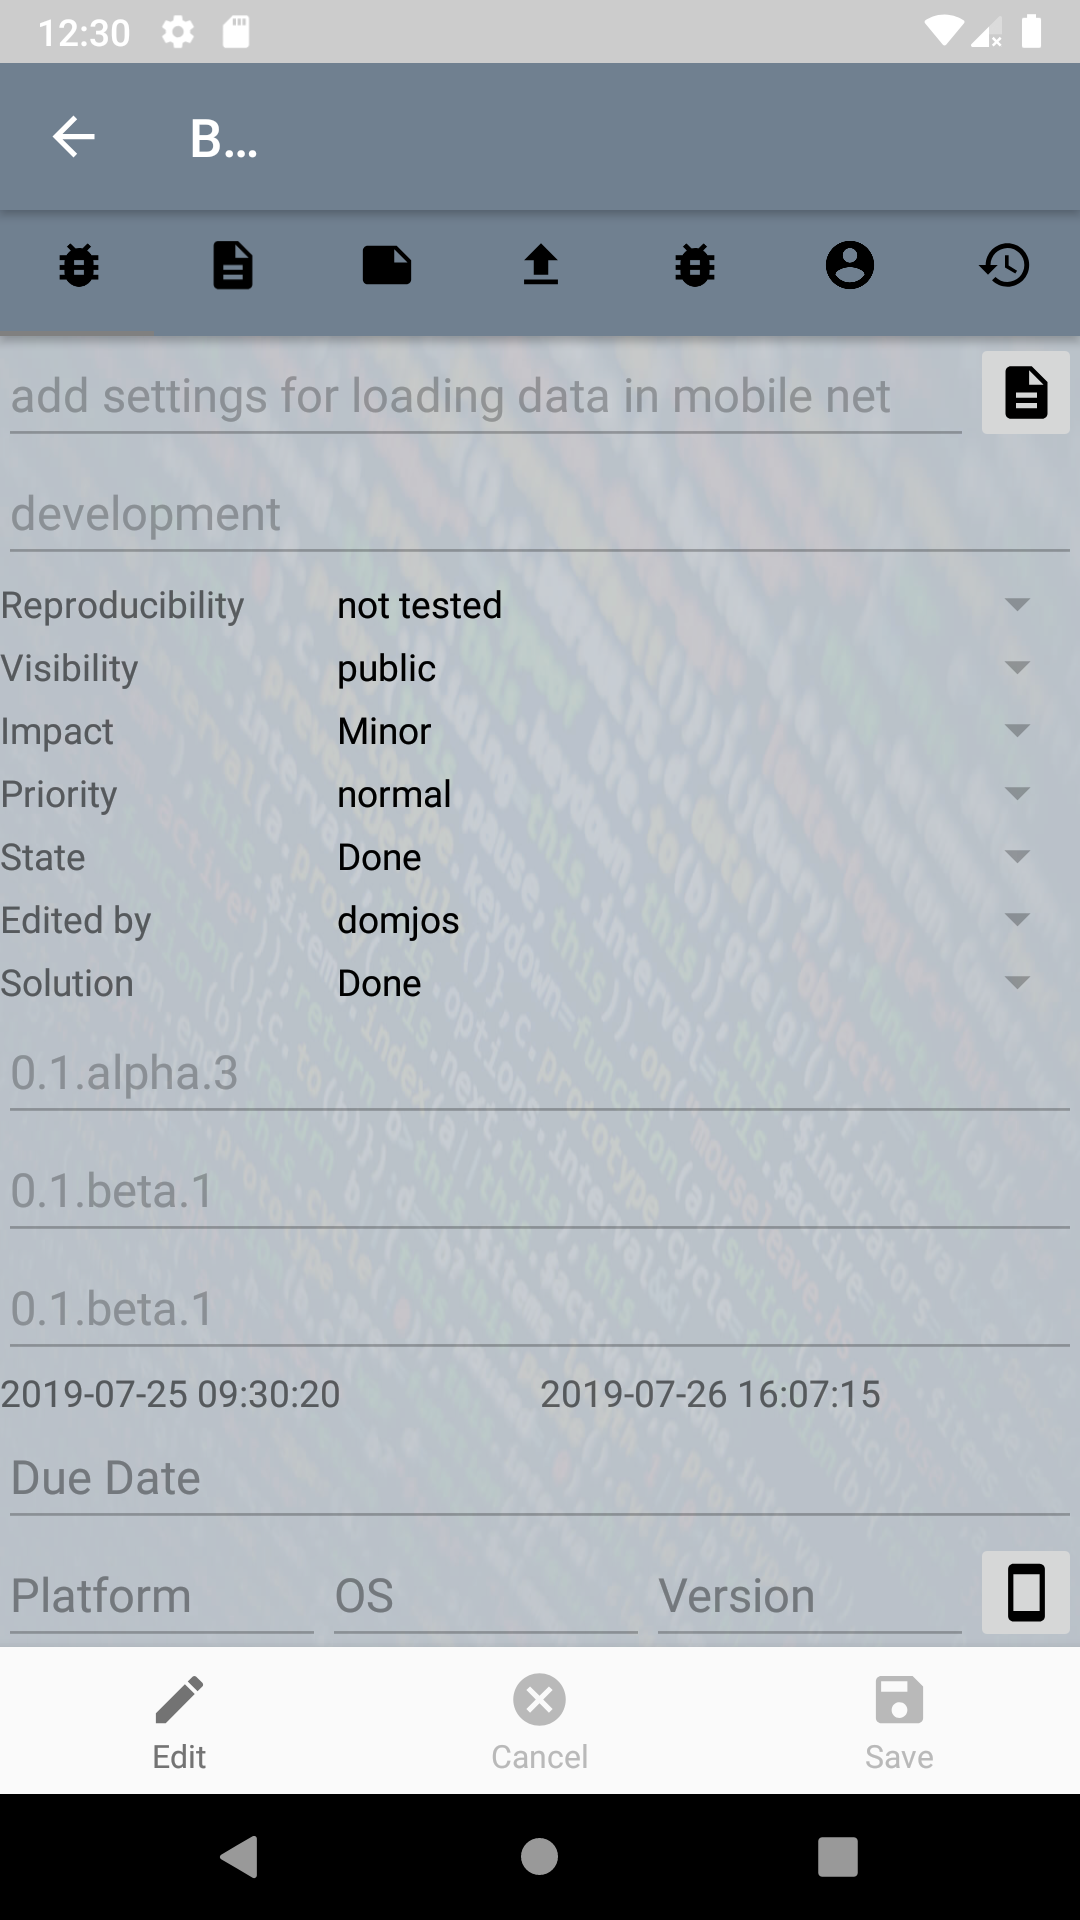 12:30
B...
add settings for loading data in mobile net
development
Reproducibility not tested
Visibility public
Impact Minor
Priority normal
State Done
Edited by domjos
Solution Done
0.1.alpha.3
0.1.beta.1
0.1.beta.1
2019-07-25 09:30:20 2019-07-26 16:07:15
Due Date
Platform OS Version
Edit Cancel Save